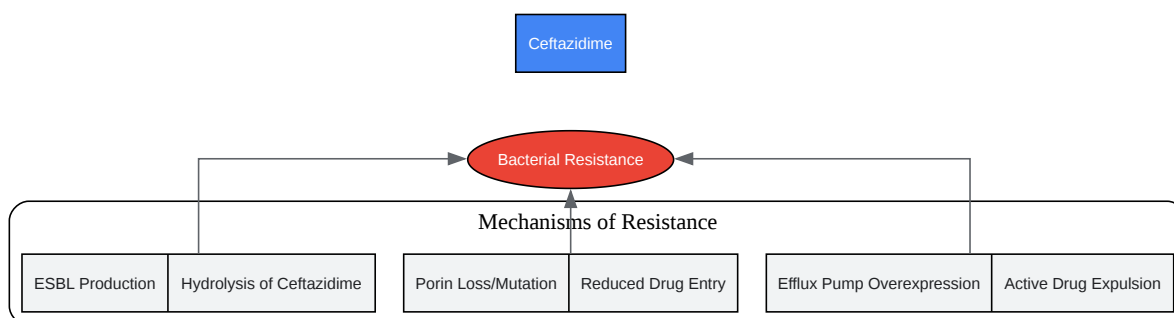 Ceftazidime
Bacterial Resistance
Mechanisms of Resistance
ESBL Production
Hydrolysis of Ceftazidime
Porin Loss/Mutation
Reduced Drug Entry
Efflux Pump Overexpression
Active Drug Expulsion